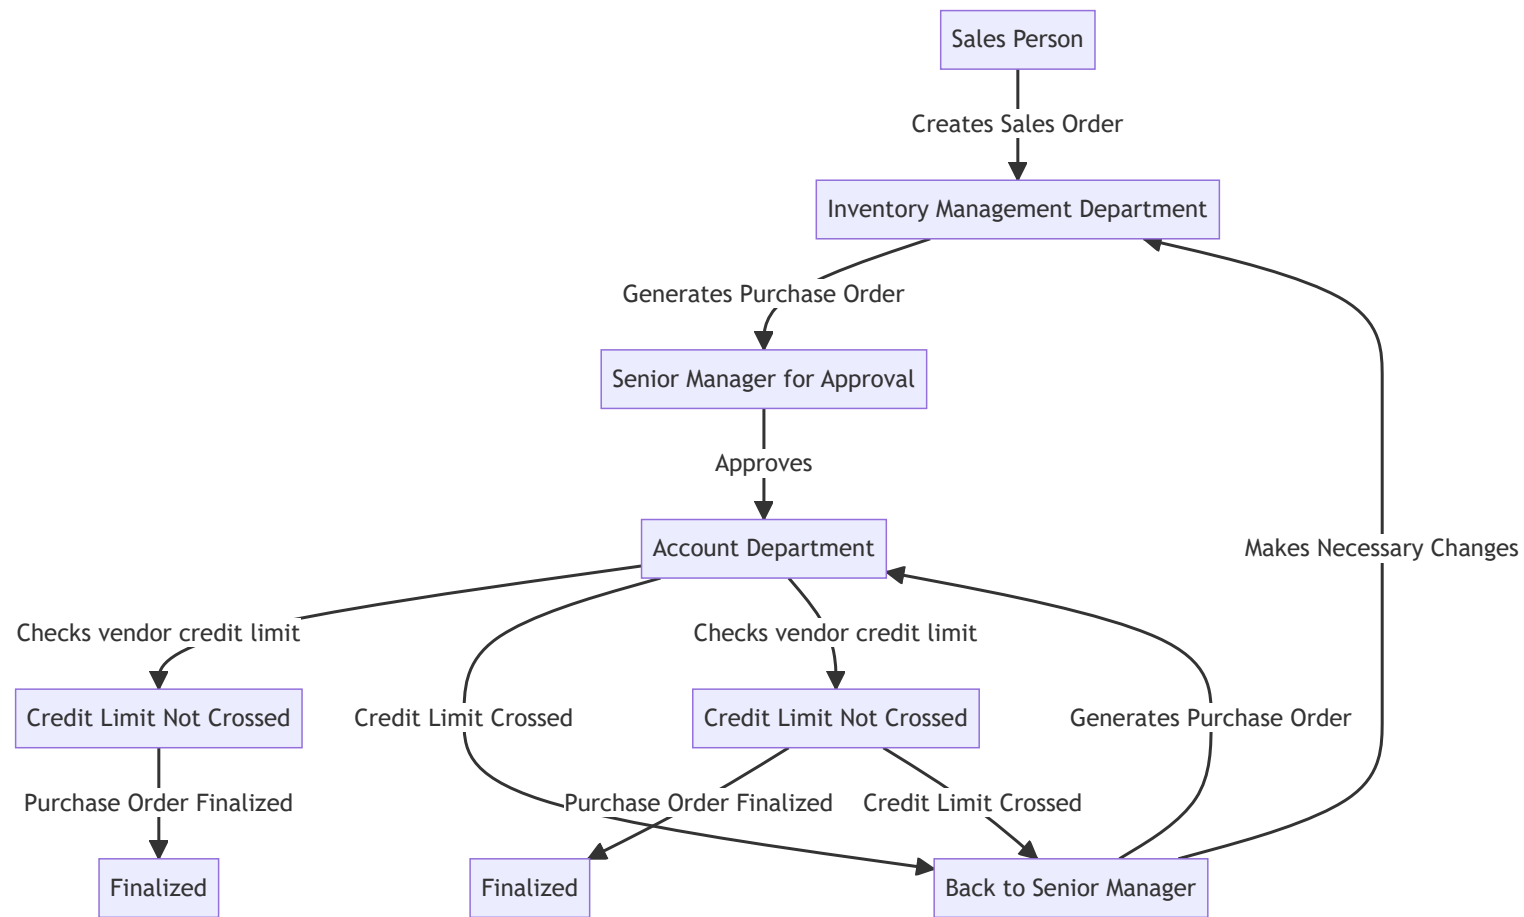 Sales Person
Creates Sales Order
Inventory Management Department
Generates Purchase Order
Senior Manager for Approval
Approves
Account Department
Makes Necessary Changes
Checks vendor credit limit
Checks vendor credit limit
Credit Limit Not Crossed
Credit Limit Crossed
Credit Limit Not Crossed
Generates Purchase Order
Purchase Order Finalized
Purchase Order Finalized
Credit Limit Crossed
Finalized
Finalized
Back to Senior Manager